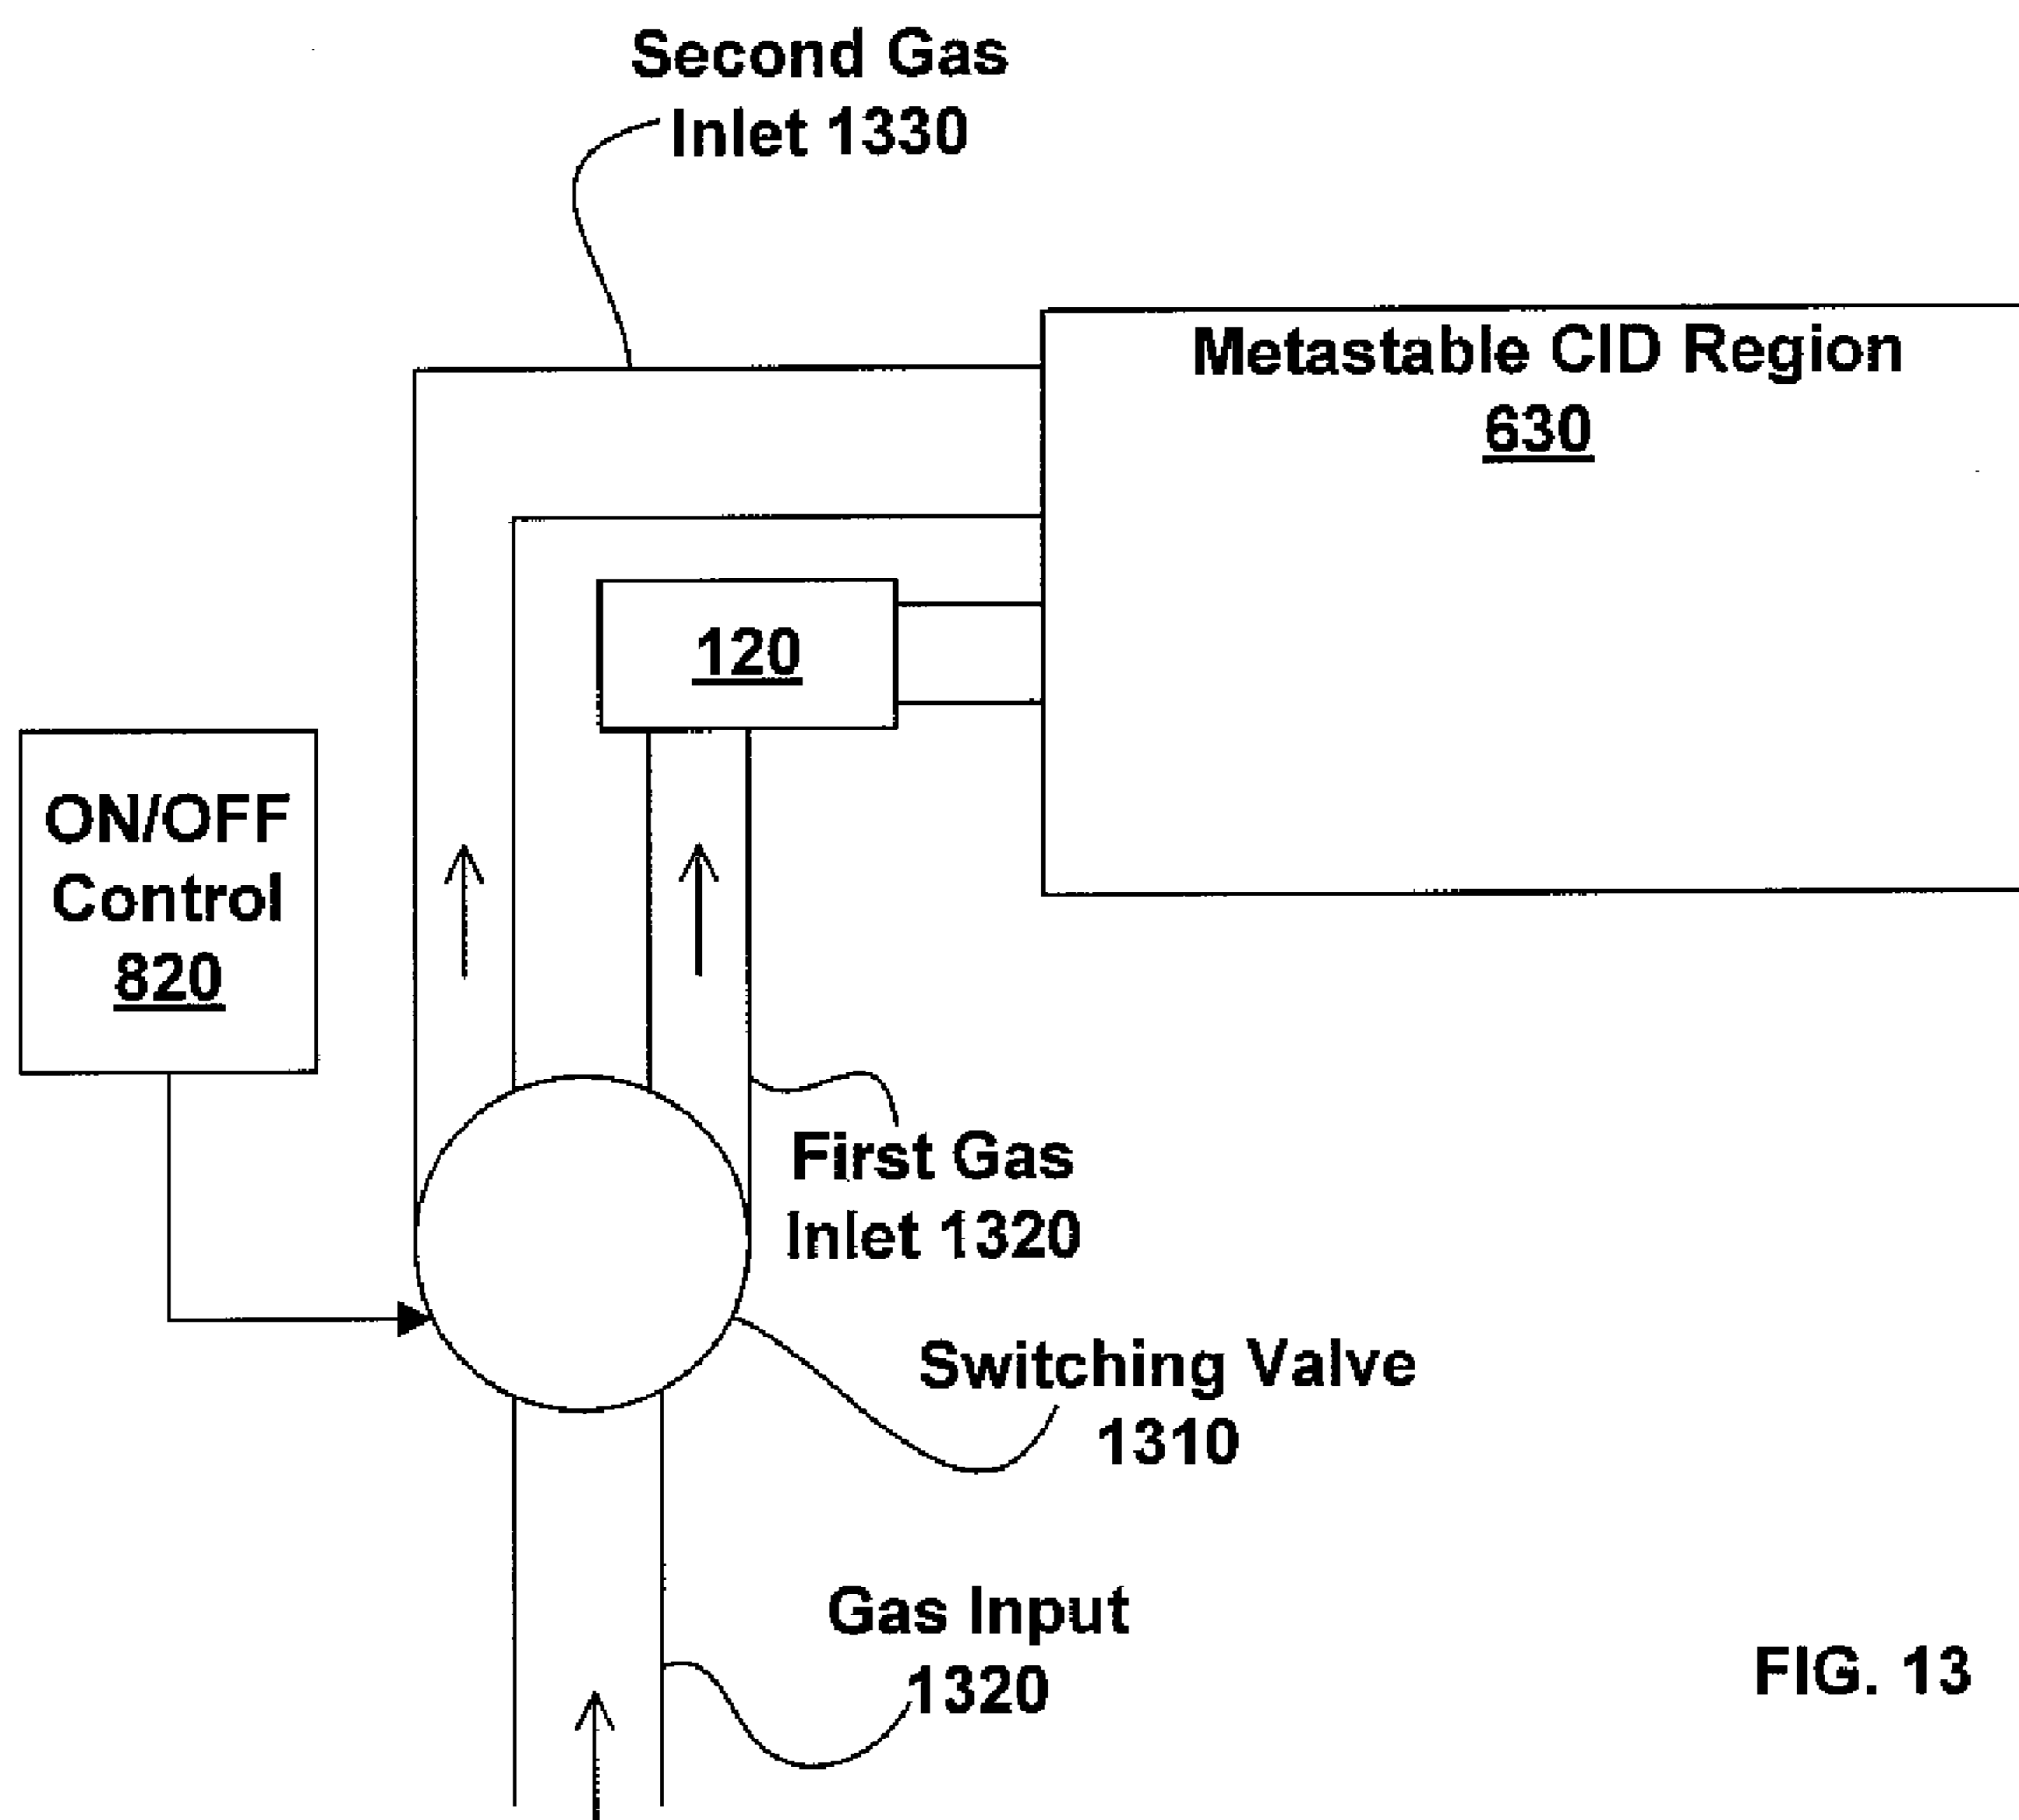 Second Gas
Inlet 1330
Metastable CID Region
630
120
ON/OFF
Control
820
First Gas
Inlet 1320
Switching Valve
1310
Gas Input
1320
FIG. 13